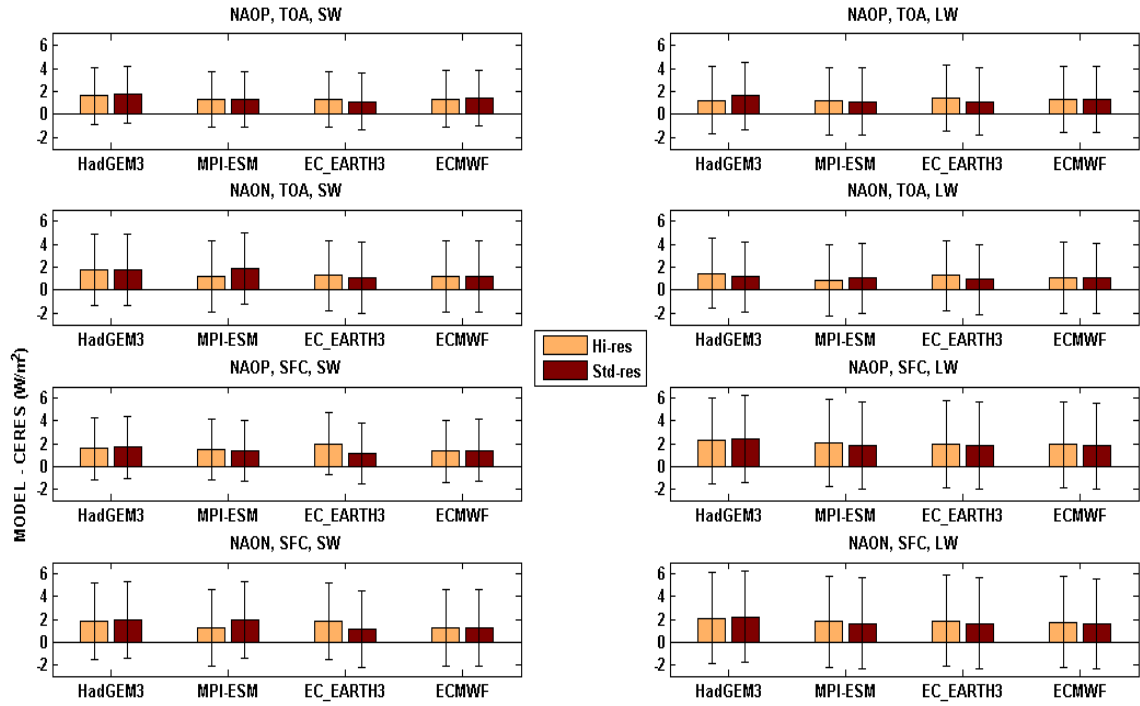 NAOP, TOA, SW
6
4
2
0
-2
HadGEM3 MPI-ESM EC_EARTH3 ECMWF
NAOP, TOA, LW
6
4
2
0
-2
HadGEM3 MPI-ESM EC_EARTH3 ECMWF
NAON, TOA, SW
6
4
2
0
-2
HadGEM3 MPI-ESM EC_EARTH3 ECMWF
NAON, TOA, LW
6
4
2
0
-2
HadGEM3 MPI-ESM EC_EARTH3 ECMWF
Hi-res
Std-res
MODEL - CERES (W/m²)
NAOP, SFC, SW
6
4
2
0
-2
HadGEM3 MPI-ESM EC_EARTH3 ECMWF
NAOP, SFC, LW
6
4
2
0
-2
HadGEM3 MPI-ESM EC_EARTH3 ECMWF
NAON, SFC, SW
6
4
2
0
-2
HadGEM3 MPI-ESM EC_EARTH3 ECMWF
NAON, SFC, LW
6
4
2
0
-2
HadGEM3 MPI-ESM EC_EARTH3 ECMWF